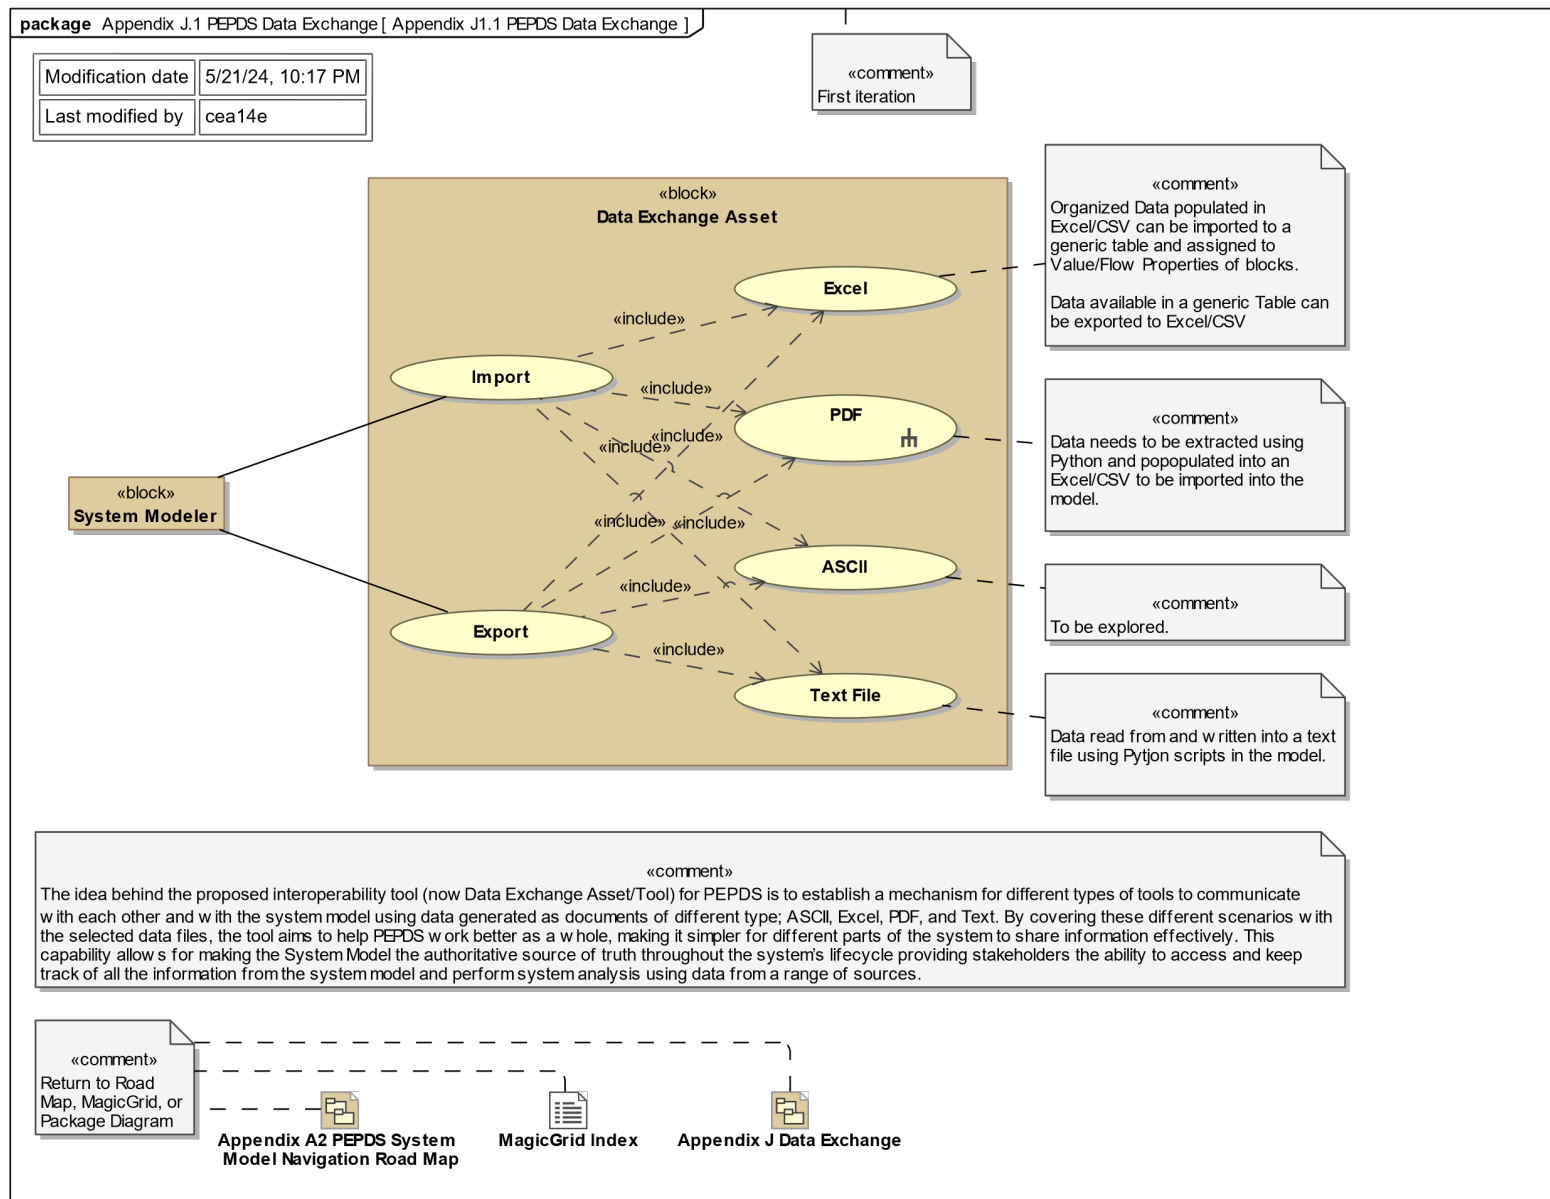 package Appendix J.1 PEPDS Data Exchange [ Appendix J1.1 PEPDS Data Exchange ]
Modification date 5/21/24, 10:17 PM
Last modified by cea14e
«comment»
First iteration
«block»
Data Exchange Asset
«comment»
Organized Data populated in
Excel/CSV can be imported to a
generic table and assigned to
Value/Flow Properties of blocks.
Data available in a generic Table can
be exported to Excel/CSV
Excel
«include»
Import
«include»
PDF
«comment»
Data needs to be extracted using
Python and popopulated into an
Excel/CSV to be imported into the
model.
«include»
«include»
«block»
System Modeler
«include»
«include»
ASCII
«include»
«comment»
To be explored.
Export
«include»
Text File
«comment»
Data read from and written into a text
file using Pytjon scripts in the model.
«comment»
The idea behind the proposed interoperability tool (now Data Exchange Asset/Tool) for PEPDS is to establish a mechanism for different types of tools to communicate
with each other and with the system model using data generated as documents of different type; ASCII, Excel, PDF, and Text. By covering these different scenarios with
the selected data files, the tool aims to help PEPDS work better as a whole, making it simpler for different parts of the system to share information effectively. This
capability allows for making the System Model the authoritative source of truth throughout the system's lifecycle providing stakeholders the ability to access and keep
track of all the information from the system model and perform system analysis using data from a range of sources.
«comment»
Return to Road
Map, MagicGrid, or
Package Diagram
Appendix A2 PEPDS System
Model Navigation Road Map
MagicGrid Index
Appendix J Data Exchange